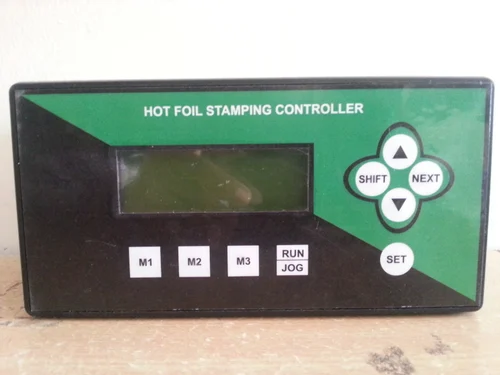 HOT FOIL STAMPING CONTROLLER
SHIFT
NEXT
M1
M2
M3
RUN
JOG
SET